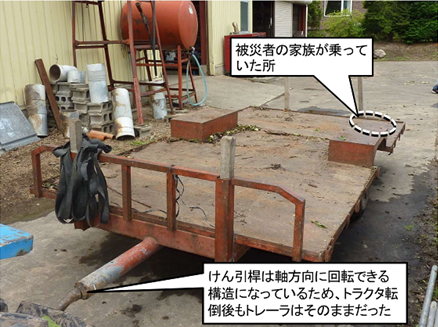 被災者の家族が乗って
いた所
けん引桿は軸方向に回転できる
構造になっているため、トラクタ転
倒後もトレーラはそのままだった